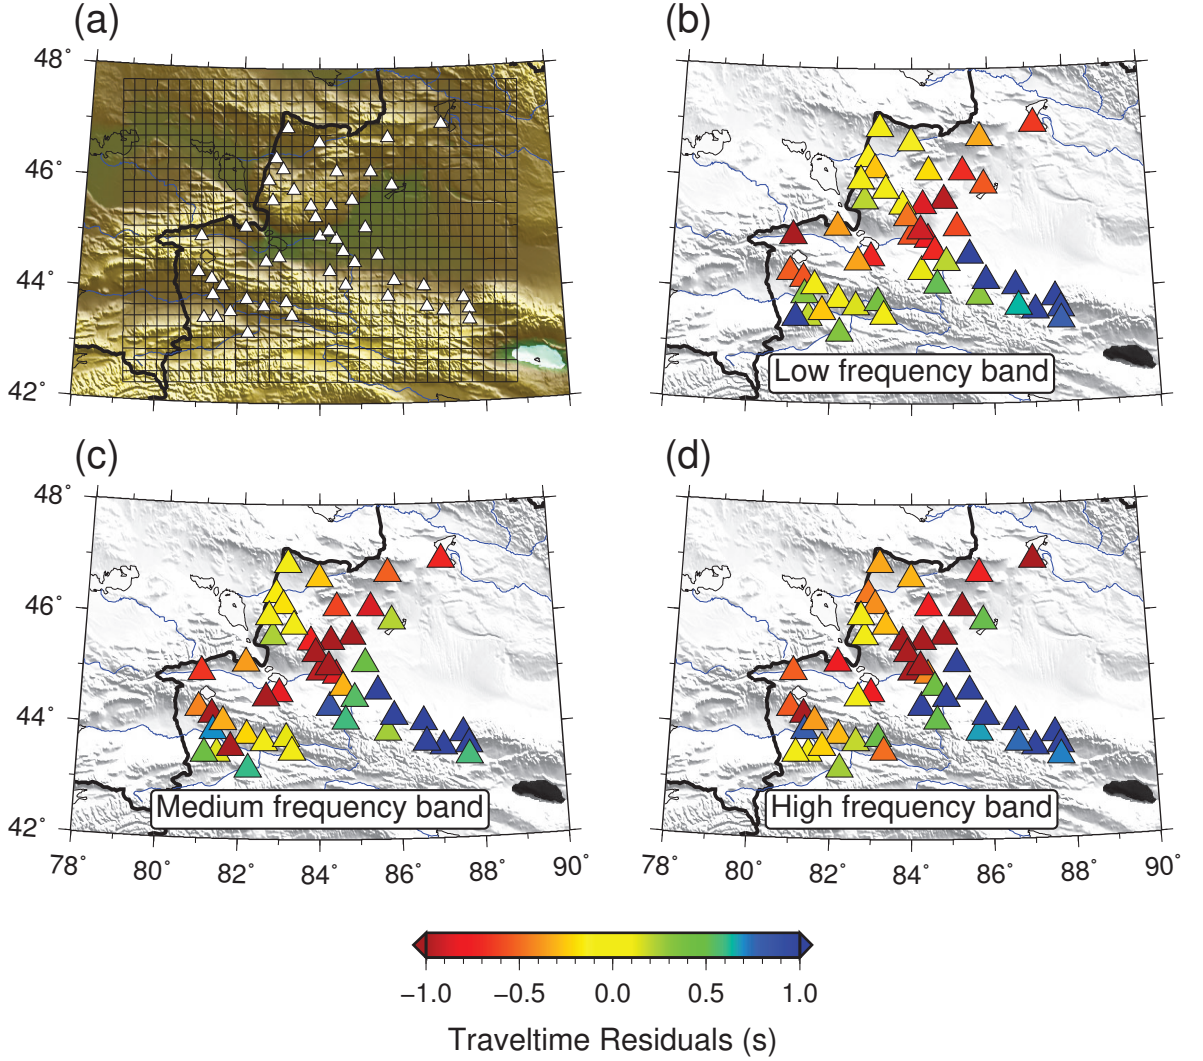 (a)
(b)
48˚
46˚
44˚
42˚
Low frequency band
(c)
(d)
48˚
46˚
44˚
42˚
Medium frequency band
High frequency band
78˚ 80˚ 82˚ 84˚ 86˚ 88˚ 90˚
78˚ 80˚ 82˚ 84˚ 86˚ 88˚ 90˚
−1.0 −0.5 0.0 0.5 1.0
Traveltime Residuals (s)